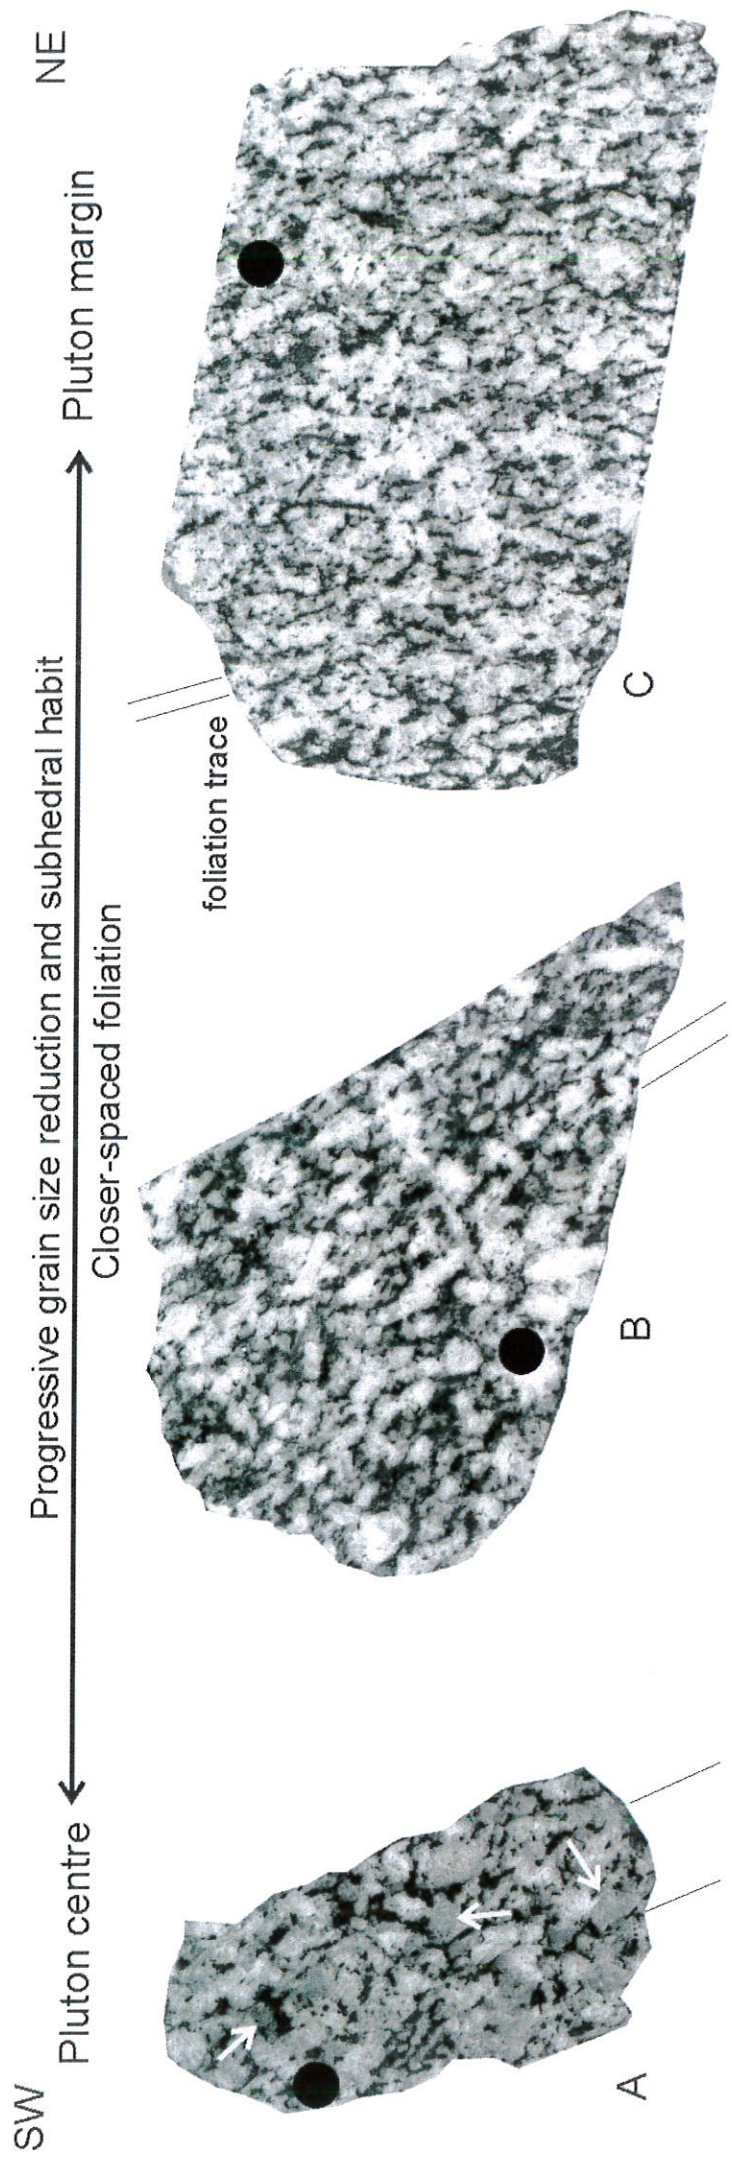 SW
NE
Progressive grain size reduction and subhedral habit
Pluton centre
Pluton margin
Closer-spaced foliation
foliation trace
A
B
C